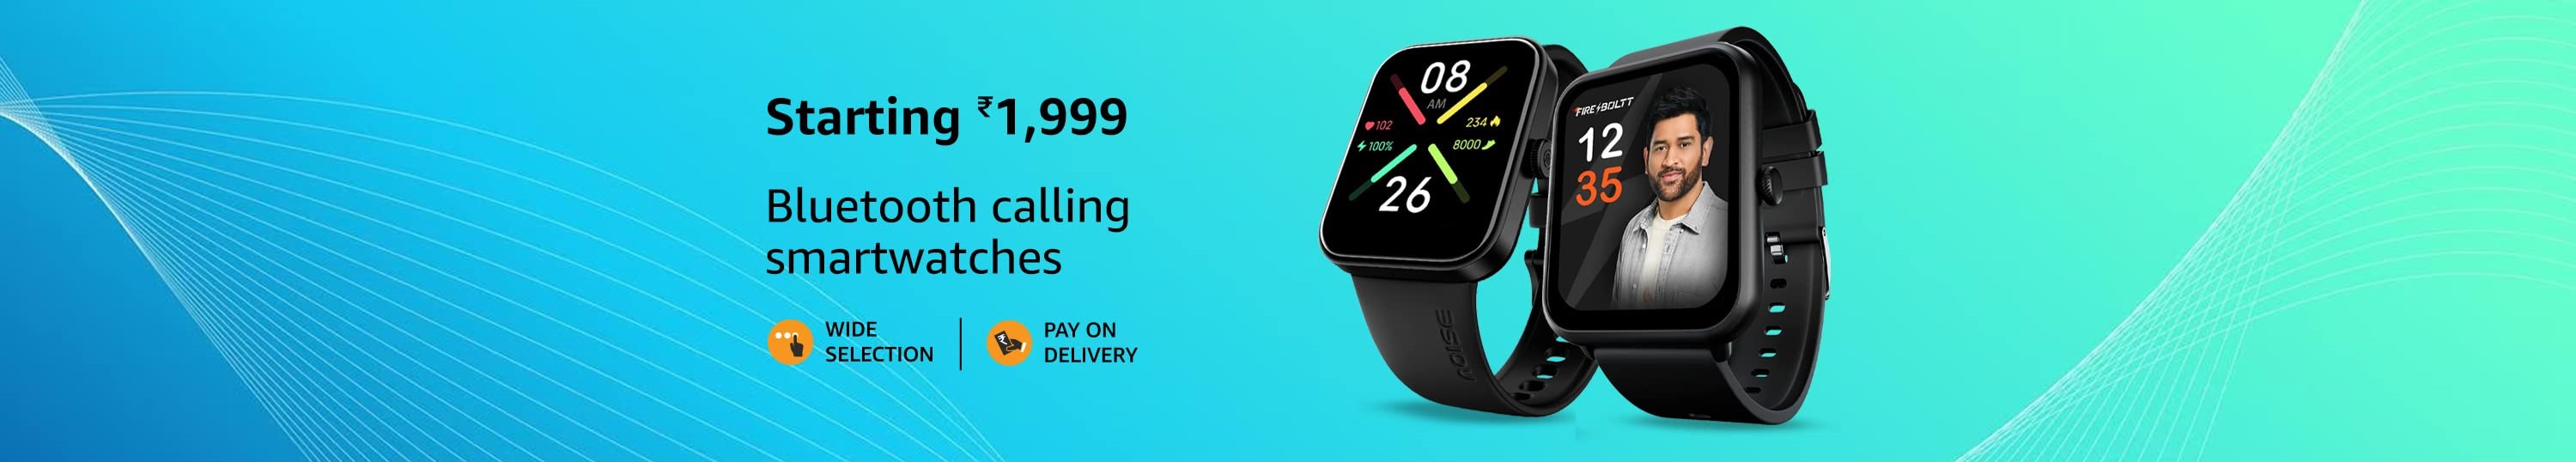 Starting ₹1,999
Bluetooth calling
smartwatches
WIDE
SELECTION
PAY ON
DELIVERY
08
AM
102
234
100%
8000
26
NOISE
FIRE BOLTT
12
35